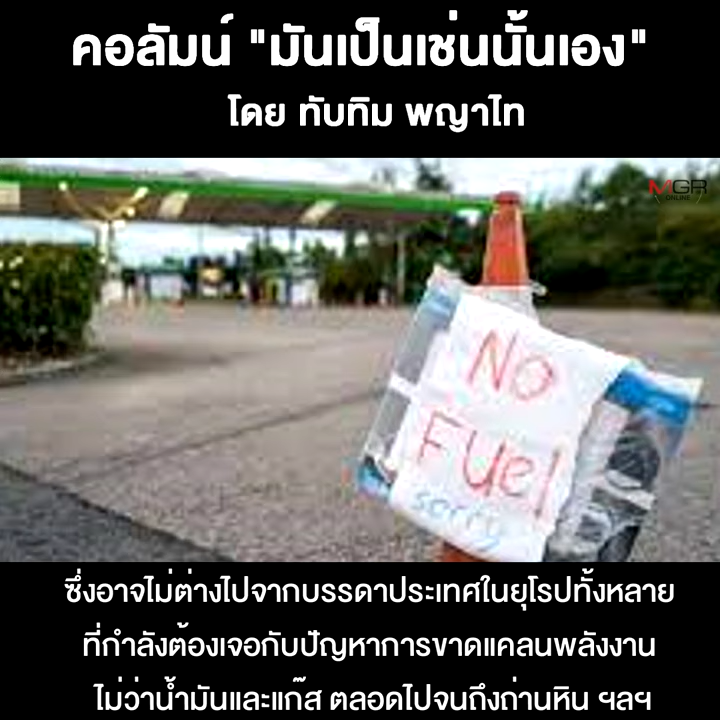 คอลัมน์ "มันเป็นเช่นนั้นเอง"
โดย ทับทิม พญาไท
MGR
ONLINE
No
Fuel
sorry
ซึ่งอาจไม่ต่างไปจากบรรดาประเทศในยุโรปทั้งหลาย
ที่กำลังต้องเจอกับปัญหาการขาดแคลนพลังงาน
ไม่ว่าน้ำมันและแก๊ส ตลอดไปจนถึงถ่านหิน ฯลฯ